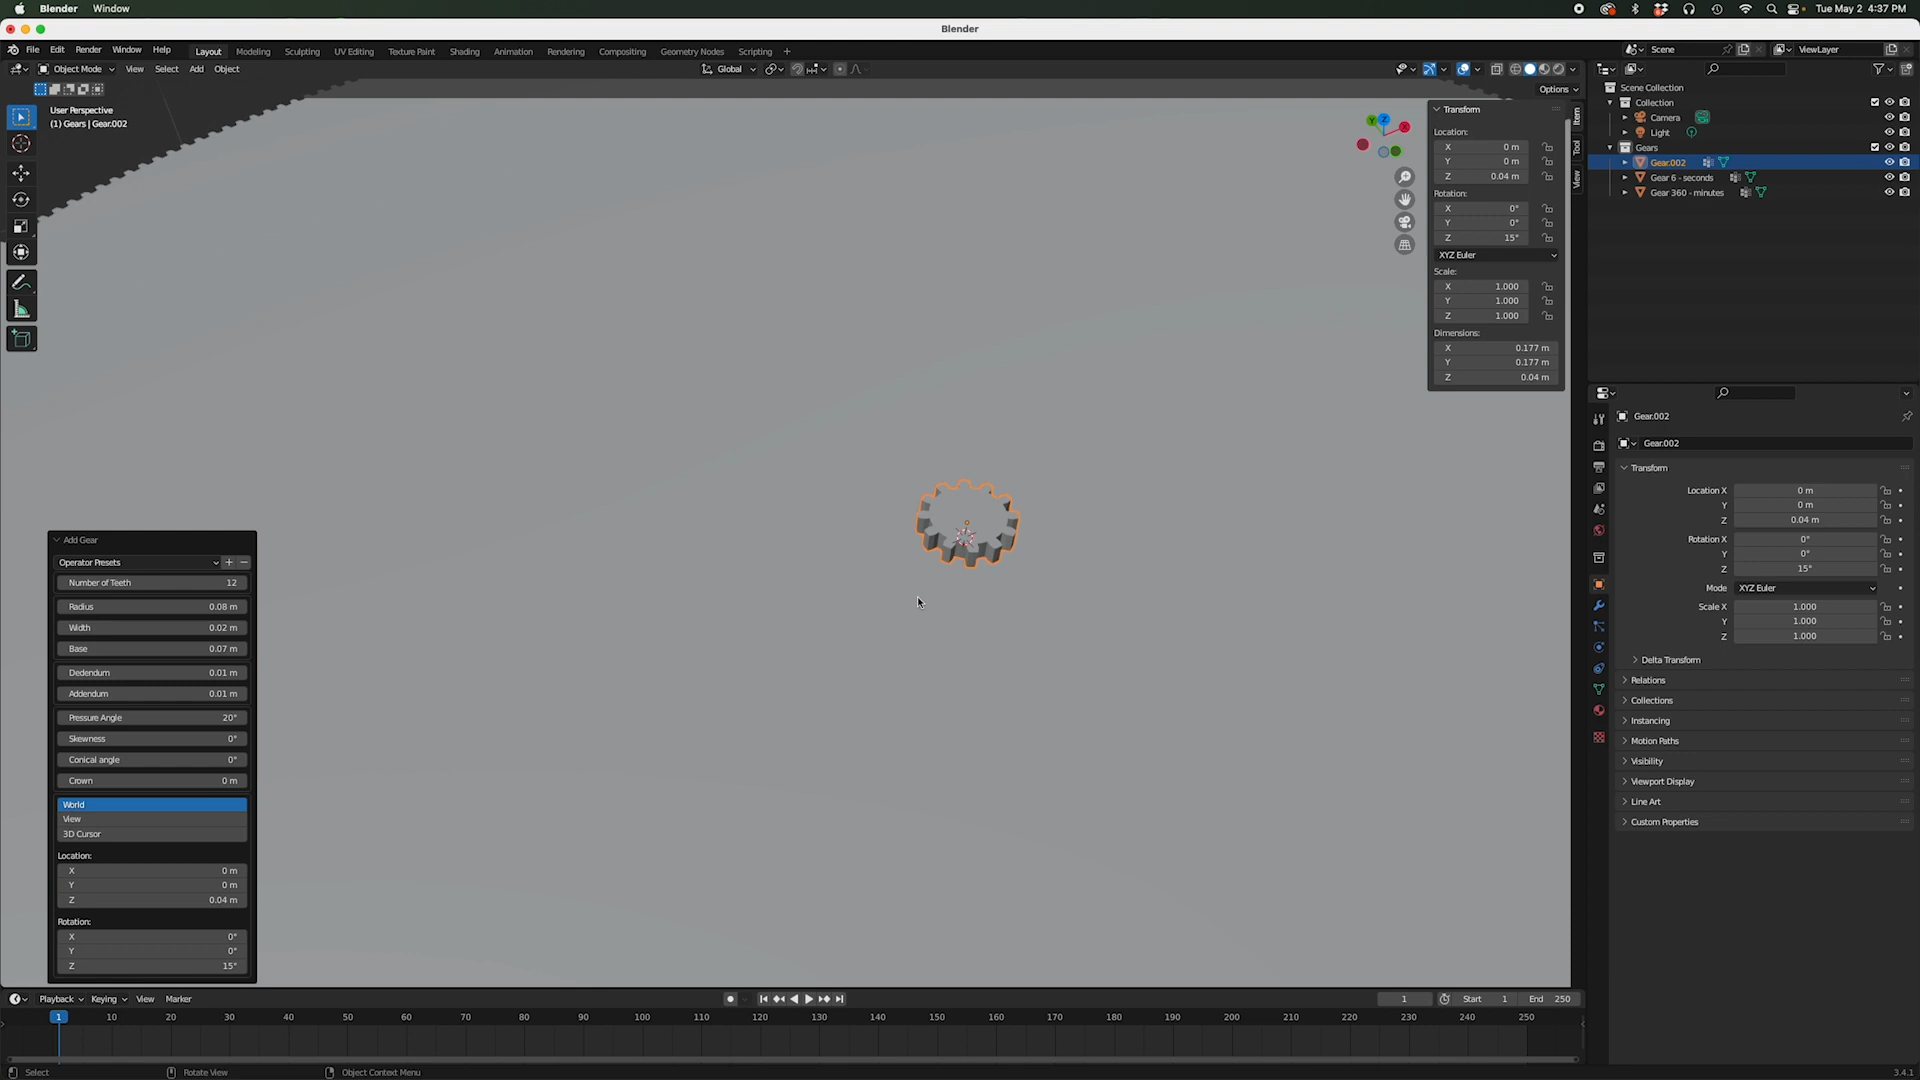 Blender Window Tue May 2 4:37 PM
Blender
File Edit Render Window Help Layout Modeling Sculpting UV Editing Texture Paint Shading Animation Rendering Compositing Geometry Nodes Scripting + Scene ViewLayer
Object Mode View Select Add Object Global
Options
User Perspective
(1) Gears | Gear.002
Y Z X
Transform
Location:
X 0 m
Y 0 m
Z 0.04 m
Rotation:
X 0°
Y 0°
Z 15°
XYZ Euler
Scale:
X 1.000
Y 1.000
Z 1.000
Dimensions:
X 0.177 m
Y 0.177 m
Z 0.04 m
Item
Tool
View
Scene Collection
Collection
Camera
Light
Gears
Gear.002
Gear 6 - seconds
Gear 360 - minutes
Gear.002
Gear.002
Transform
Location X 0 m
Y 0 m
Z 0.04 m
Rotation X 0°
Y 0°
Z 15°
Mode XYZ Euler
Scale X 1.000
Y 1.000
Z 1.000
Delta Transform
Relations
Collections
Instancing
Motion Paths
Visibility
Viewport Display
Line Art
Custom Properties
Add Gear
Operator Presets + −
Number of Teeth 12
Radius 0.08 m
Width 0.02 m
Base 0.07 m
Dedendum 0.01 m
Addendum 0.01 m
Pressure Angle 20°
Skewness 0°
Conical angle 0°
Crown 0 m
World
View
3D Cursor
Location:
X 0 m
Y 0 m
Z 0.04 m
Rotation:
X 0°
Y 0°
Z 15°
Playback Keying View Marker 1 Start 1 End 250
1 10 20 30 40 50 60 70 80 90 100 110 120 130 140 150 160 170 180 190 200 210 220 230 240 250
Select Rotate View Object Context Menu 3.4.1